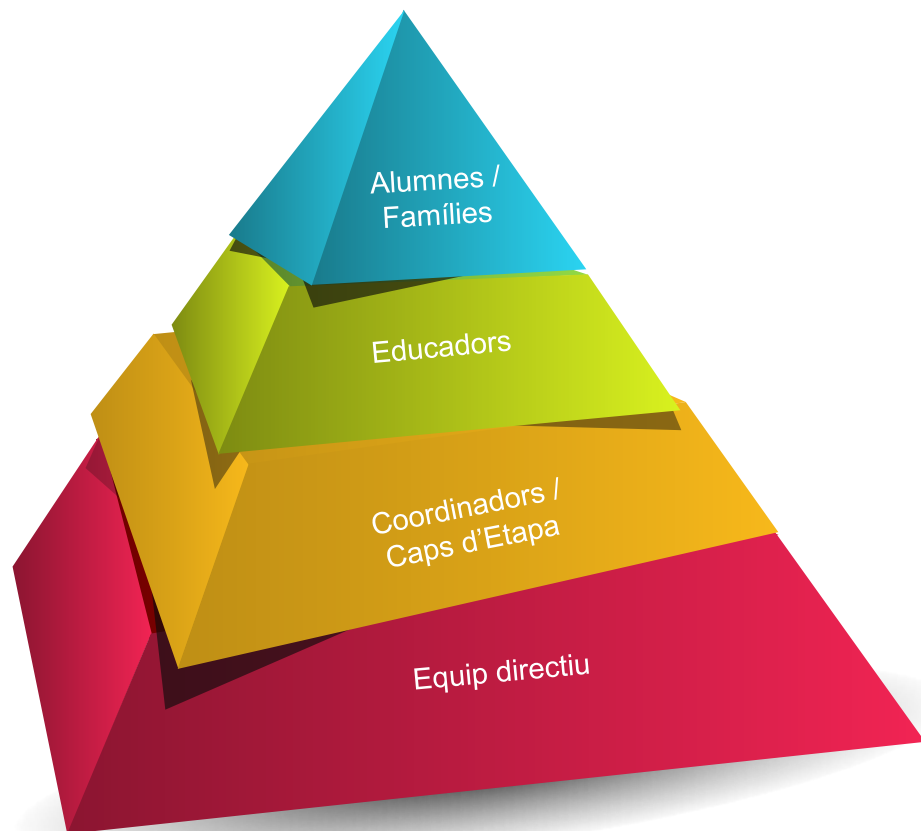 Alumnes /
Famílies
Educadors
Coordinadors /
Caps d’Etapa
Equip directiu